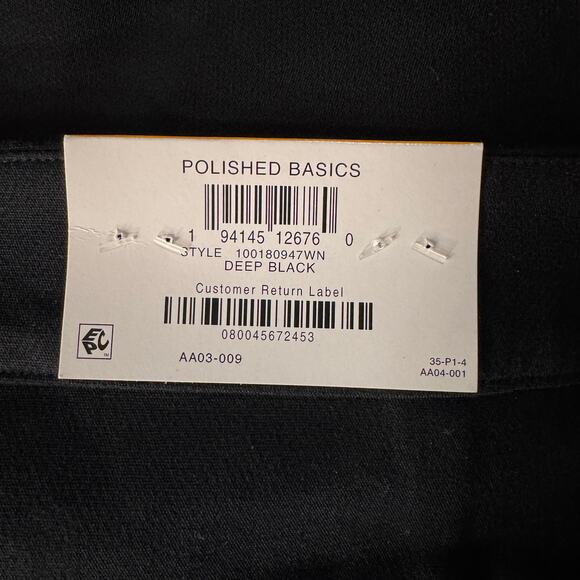 POLISHED BASICS
1 94145 12676 0
STYLE 100180947WN
DEEP BLACK
Customer Return Label
080045672453
EPC™
AA03-009
35-P1-4
AA04-001